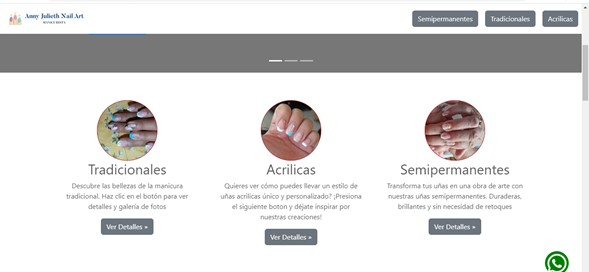 Anny Julieth Nail Art
MANICURISTA
Semipermanentes
Tradicionales
Acrilicas
Tradicionales
Descubre las bellezas de la manicura
tradicional. Haz clic en el botón para ver
detalles y galería de fotos
Ver Detalles »
Acrilicas
Quieres ver cómo puedes llevar un estilo de
uñas acrilicas único y personalizado? ¡Presiona
el siguiente boton y déjate inspirar por
nuestras creaciones!
Ver Detalles »
Semipermanentes
Transforma tus uñas en una obra de arte con
nuestras uñas semipermanentes. Duraderas,
brillantes y sin necesidad de retoques
Ver Detalles »